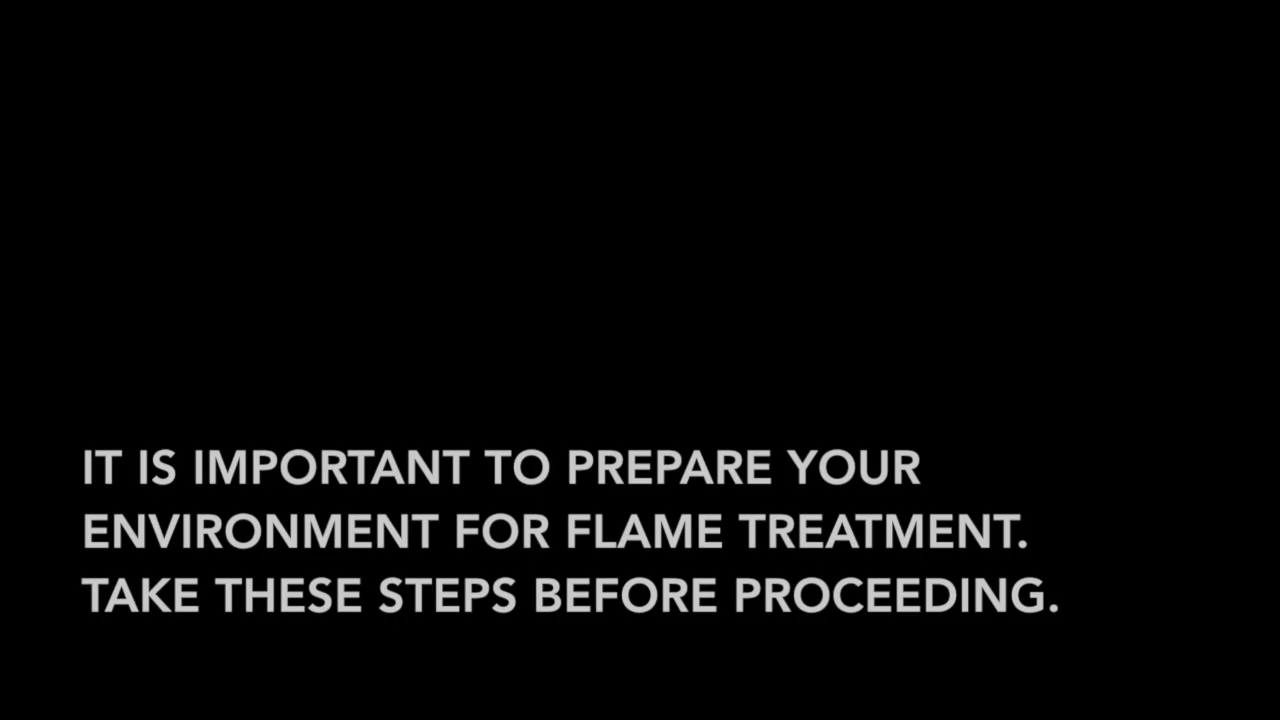 IT IS IMPORTANT TO PREPARE YOUR
ENVIRONMENT FOR FLAME TREATMENT.
TAKE THESE STEPS BEFORE PROCEEDING.